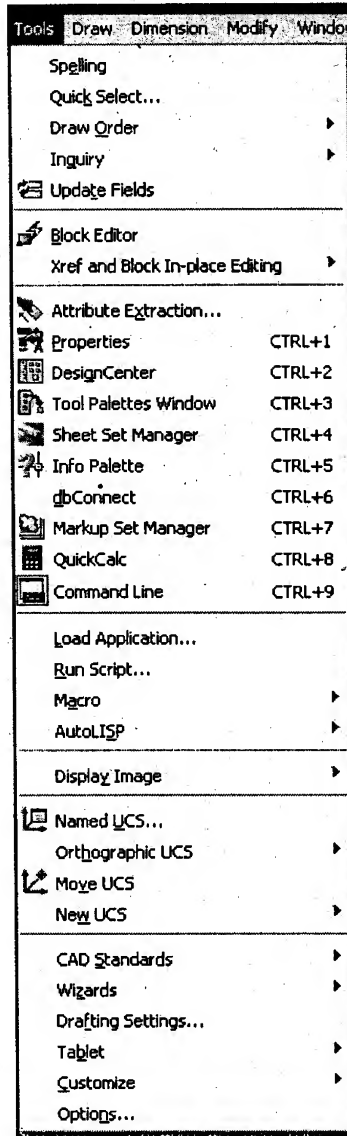 Tools Draw Dimension Modify Windo
Spelling
Quick Select...
Draw Order
Inquiry
Update Fields
Block Editor
Xref and Block In-place Editing
Attribute Extraction...
Properties CTRL+1
DesignCenter CTRL+2
Tool Palettes Window CTRL+3
Sheet Set Manager CTRL+4
Info Palette CTRL+5
dbConnect CTRL+6
Markup Set Manager CTRL+7
QuickCalc CTRL+8
Command Line CTRL+9
Load Application...
Run Script...
Macro
AutoLISP
Display Image
Named UCS...
Orthographic UCS
Move UCS
New UCS
CAD Standards
Wizards
Drafting Settings...
Tablet
Customize
Options...